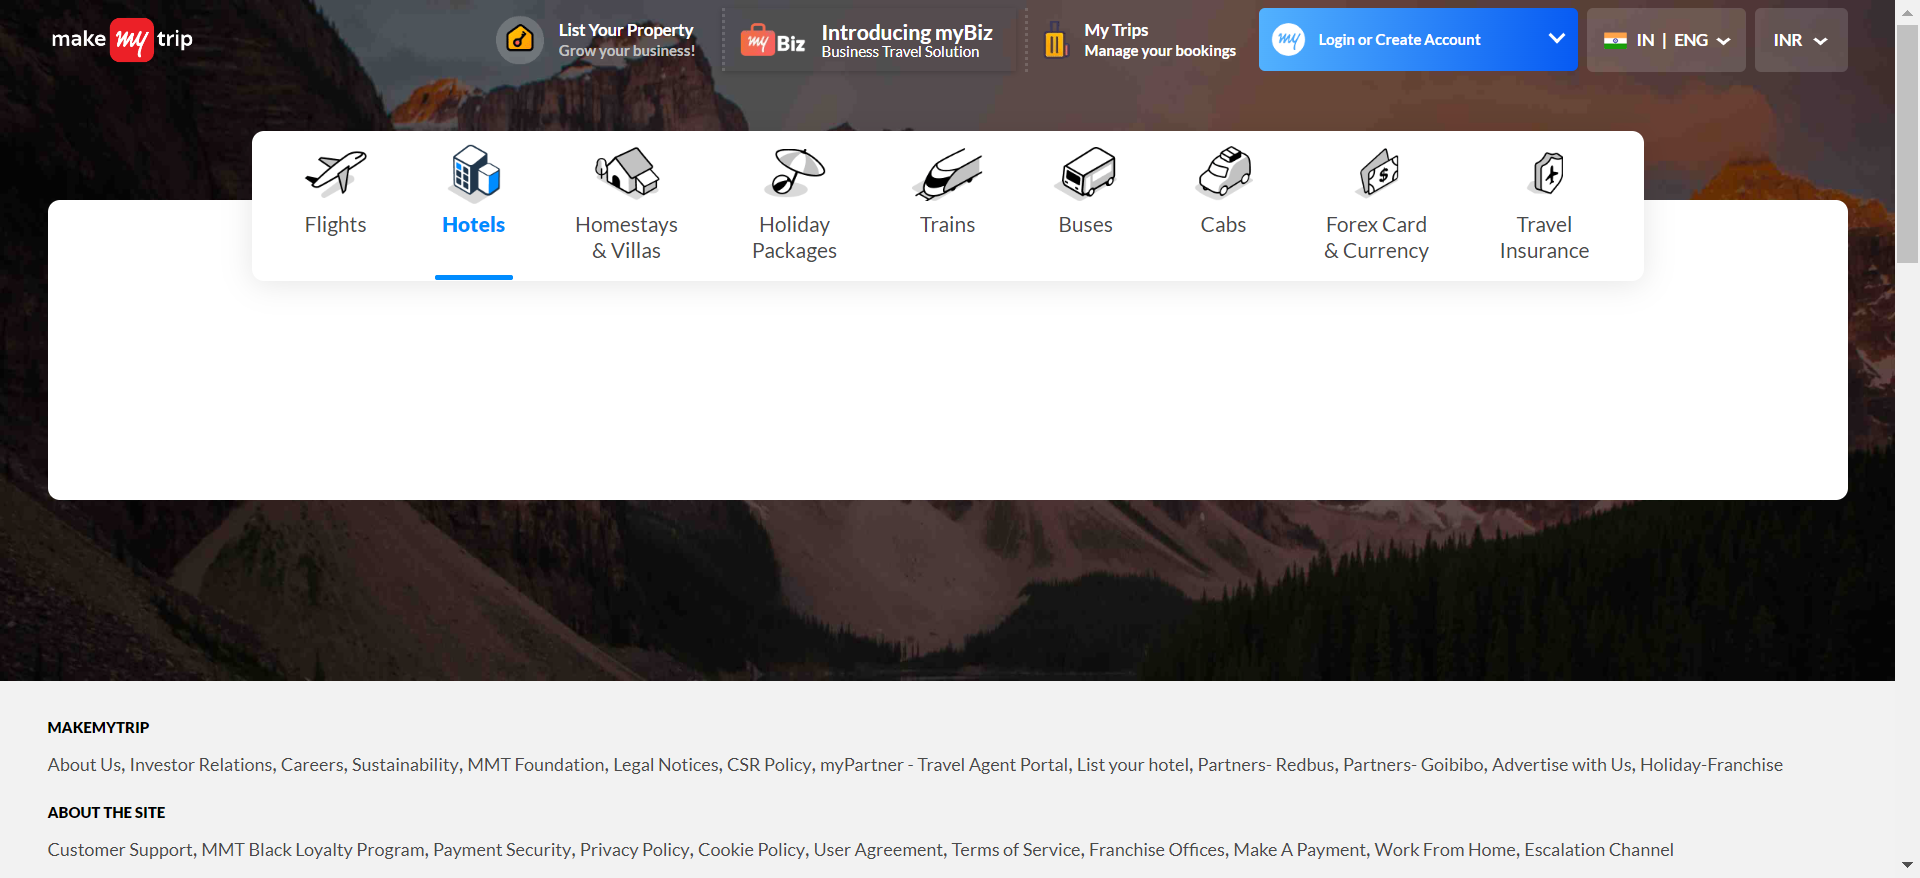 make my trip
List Your Property
Grow your business!
my Biz
Introducing myBiz
Business Travel Solution
My Trips
Manage your bookings
my
Login or Create Account
IN | ENG
INR
Flights
Hotels
Homestays
& Villas
Holiday
Packages
Trains
Buses
Cabs
Forex Card
& Currency
Travel
Insurance
MAKEMYTRIP
About Us, Investor Relations, Careers, Sustainability, MMT Foundation, Legal Notices, CSR Policy, myPartner - Travel Agent Portal, List your hotel, Partners- Redbus, Partners- Goibibo, Advertise with Us, Holiday-Franchise
ABOUT THE SITE
Customer Support, MMT Black Loyalty Program, Payment Security, Privacy Policy, Cookie Policy, User Agreement, Terms of Service, Franchise Offices, Make A Payment, Work From Home, Escalation Channel